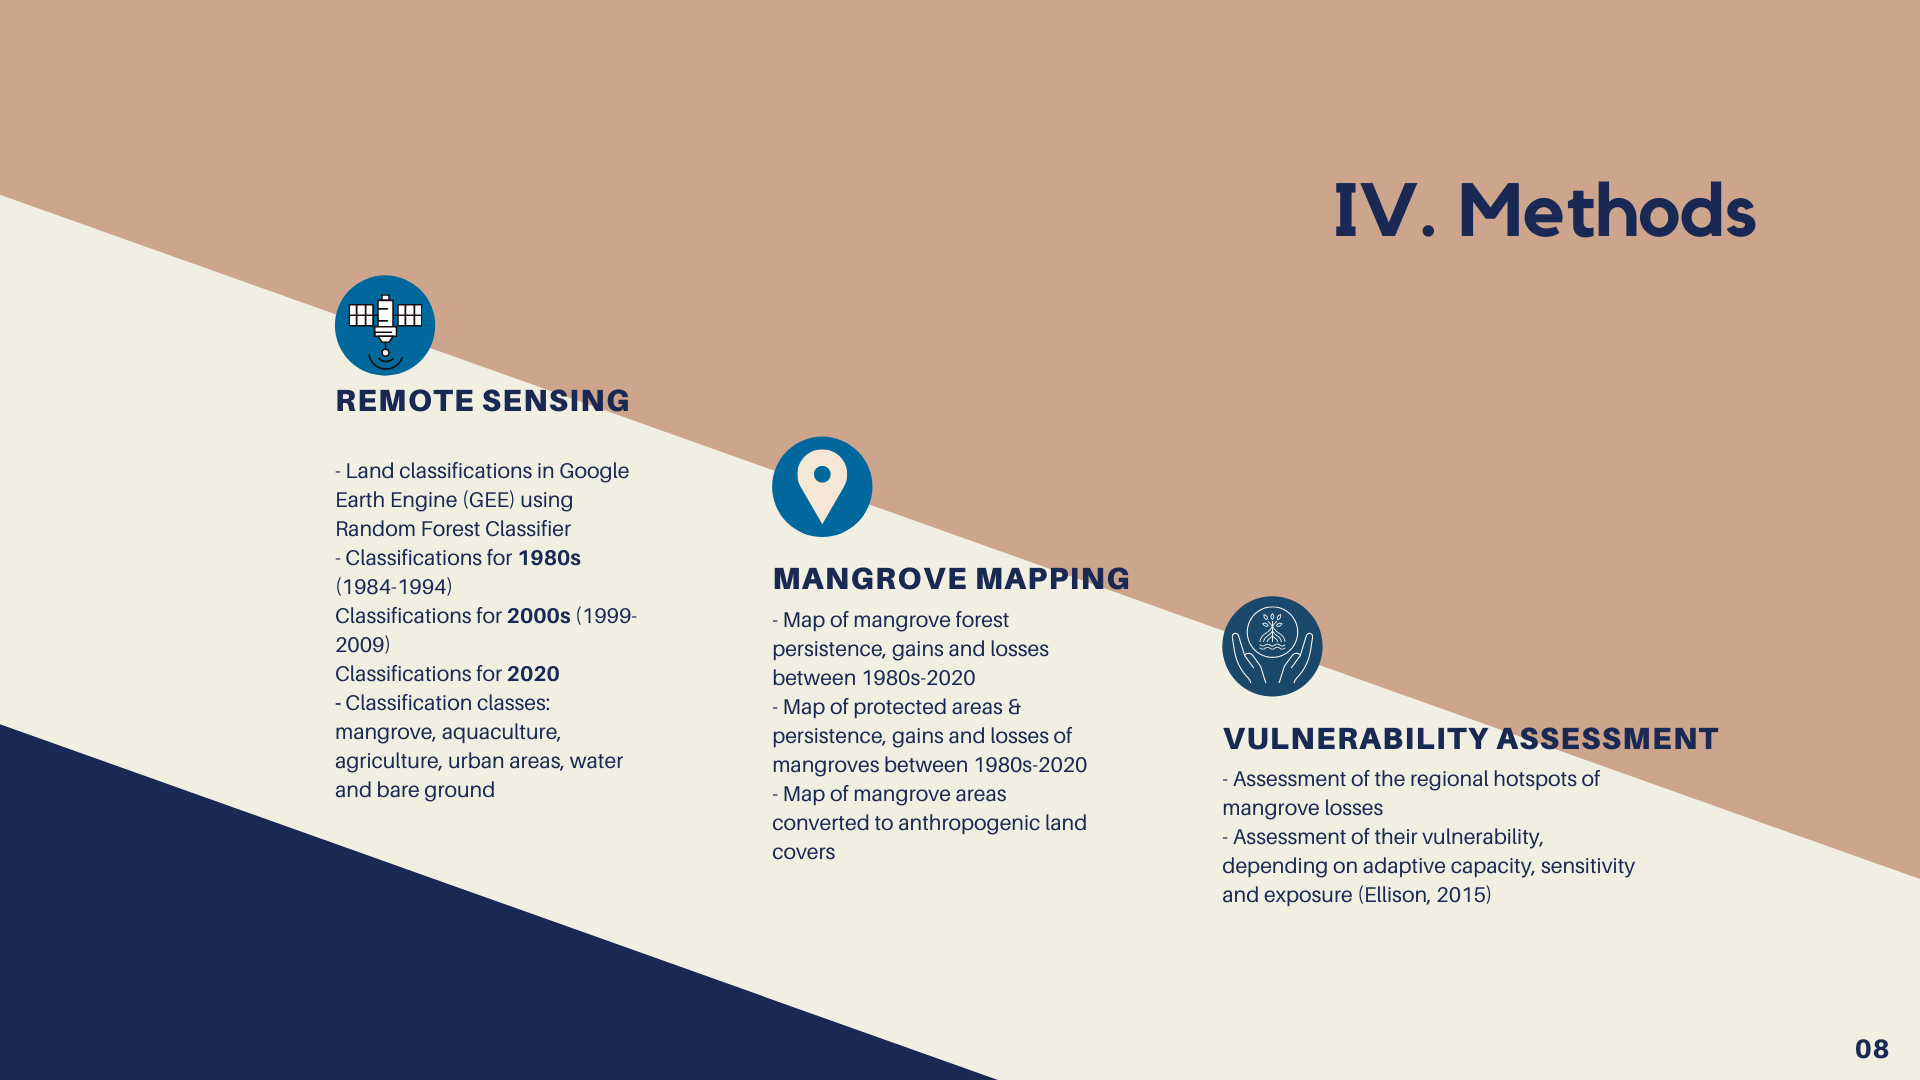 IV. Methods
REMOTE SENSING
- Land classifications in Google
Earth Engine (GEE) using
Random Forest Classifier
- Classifications for 1980s
(1984-1994)
Classifications for 2000s (1999-
2009)
Classifications for 2020
- Classification classes:
mangrove, aquaculture,
agriculture, urban areas, water
and bare ground
MANGROVE MAPPING
- Map of mangrove forest
persistence, gains and losses
between 1980s-2020
- Map of protected areas &
persistence, gains and losses of
mangroves between 1980s-2020
- Map of mangrove areas
converted to anthropogenic land
covers
VULNERABILITY ASSESSMENT
- Assessment of the regional hotspots of
mangrove losses
- Assessment of their vulnerability,
depending on adaptive capacity, sensitivity
and exposure (Ellison, 2015)
08